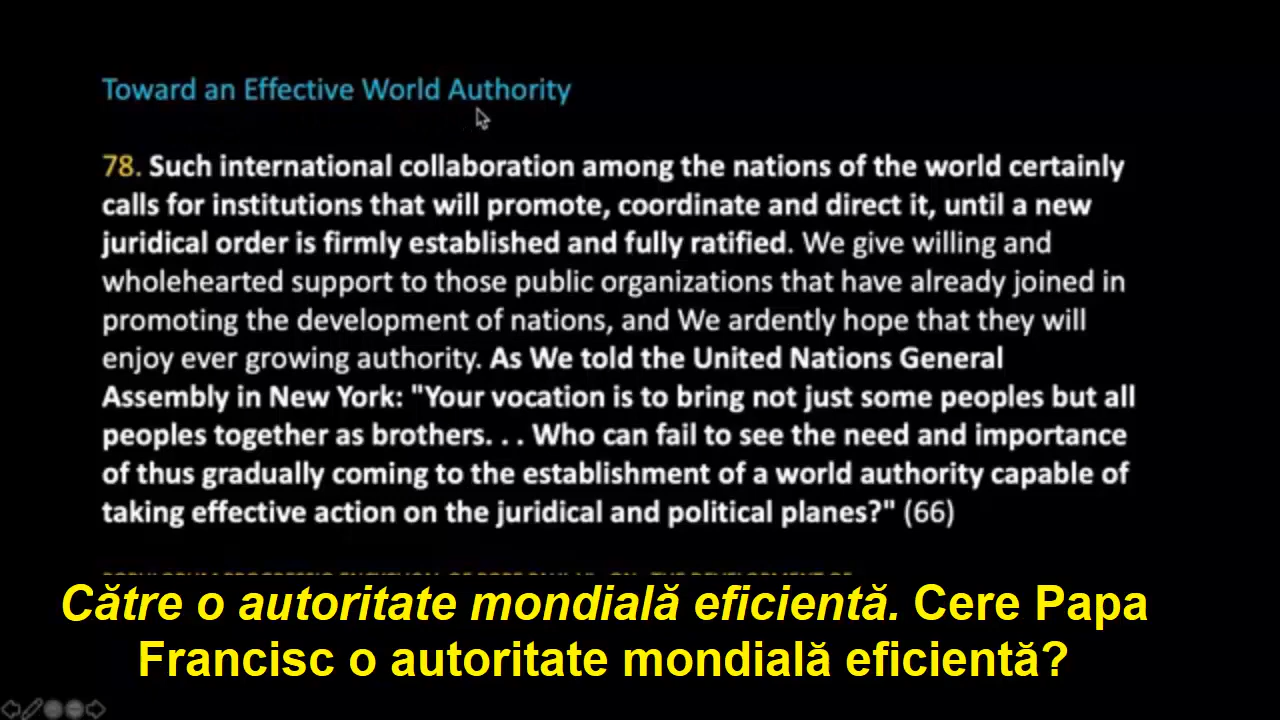 Toward an Effective World Authority
78. Such international collaboration among the nations of the world certainly
calls for institutions that will promote, coordinate and direct it, until a new
juridical order is firmly established and fully ratified. We give willing and
wholehearted support to those public organizations that have already joined in
promoting the development of nations, and We ardently hope that they will
enjoy ever growing authority. As We told the United Nations General
Assembly in New York: "Your vocation is to bring not just some peoples but all
peoples together as brothers. . . Who can fail to see the need and importance
of thus gradually coming to the establishment of a world authority capable of
taking effective action on the juridical and political planes?" (66)
Către o autoritate mondială eficientă. Cere Papa
Francisc o autoritate mondială eficientă?